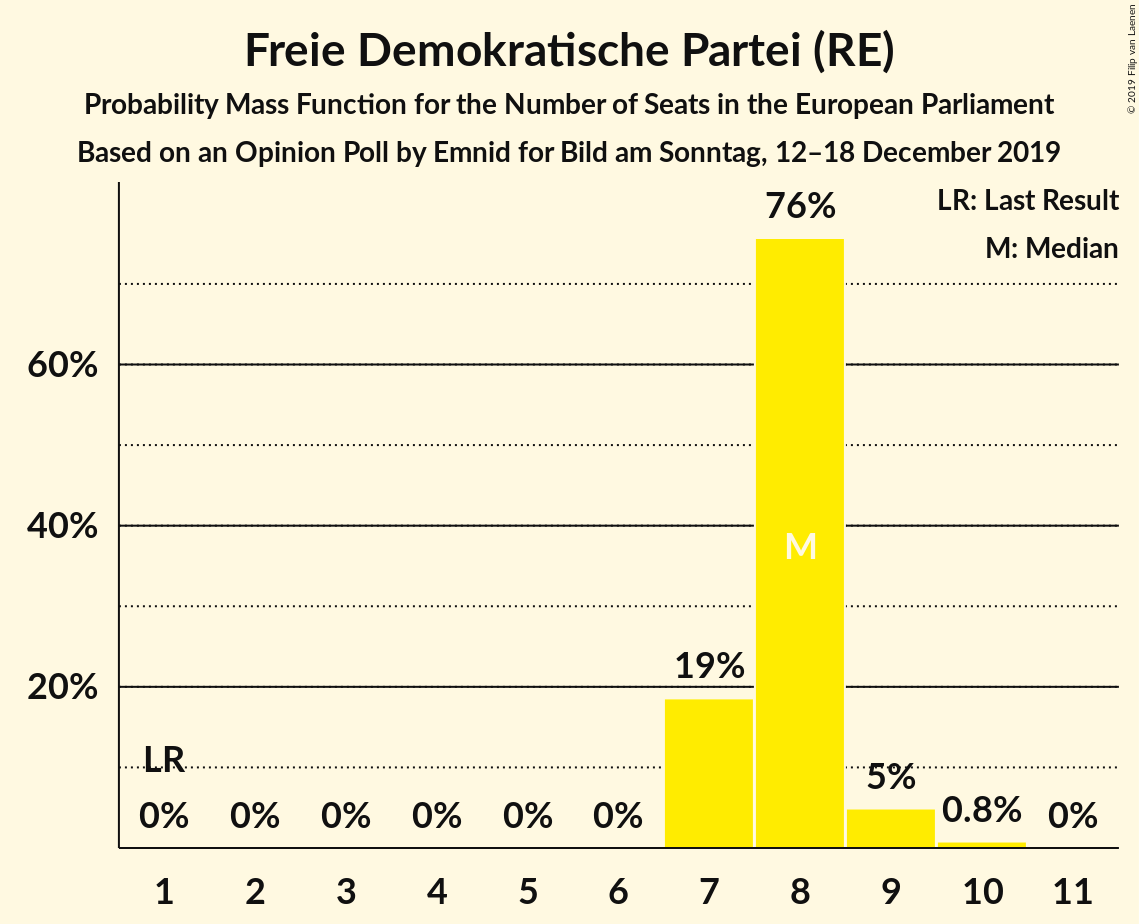 Freie Demokratische Partei (RE)
Probability Mass Function for the Number of Seats in the European Parliament
Based on an Opinion Poll by Emnid for Bild am Sonntag, 12–18 December 2019
© 2019 Filip van Laenen
LR: Last Result
M: Median
76%
60%
40%
M
19%
20%
LR
5%
0% 0% 0% 0% 0% 0% 0.8% 0%
1 2 3 4 5 6 7 8 9 10 11